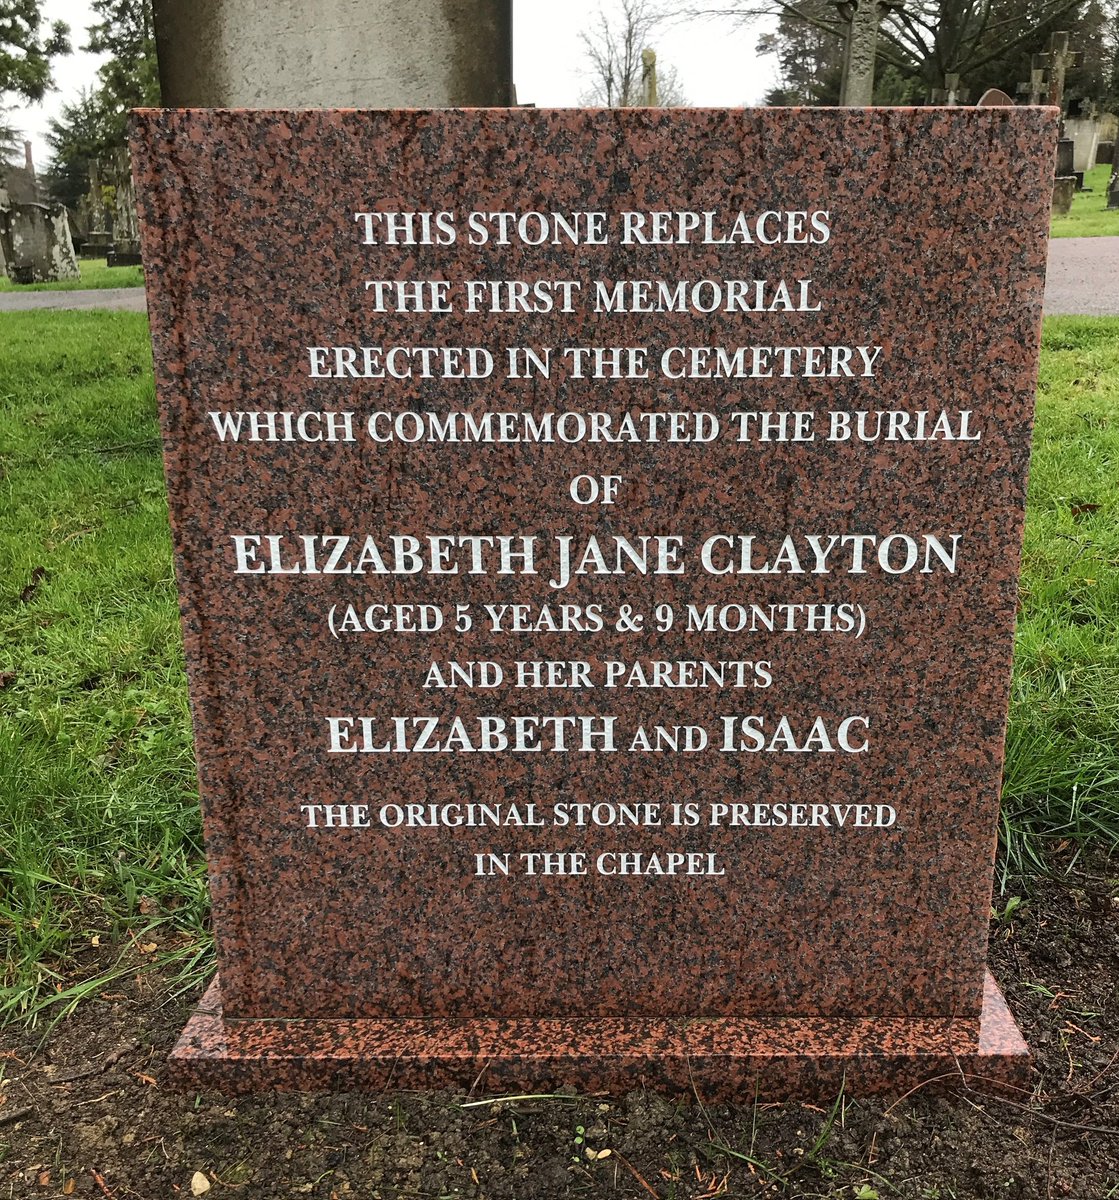 THIS STONE REPLACES
THE FIRST MEMORIAL
ERECTED IN THE CEMETERY
WHICH COMMEMORATED THE BURIAL
OF
ELIZABETH JANE CLAYTON
(AGED 5 YEARS & 9 MONTHS)
AND HER PARENTS
ELIZABETH AND ISAAC
THE ORIGINAL STONE IS PRESERVED
IN THE CHAPEL